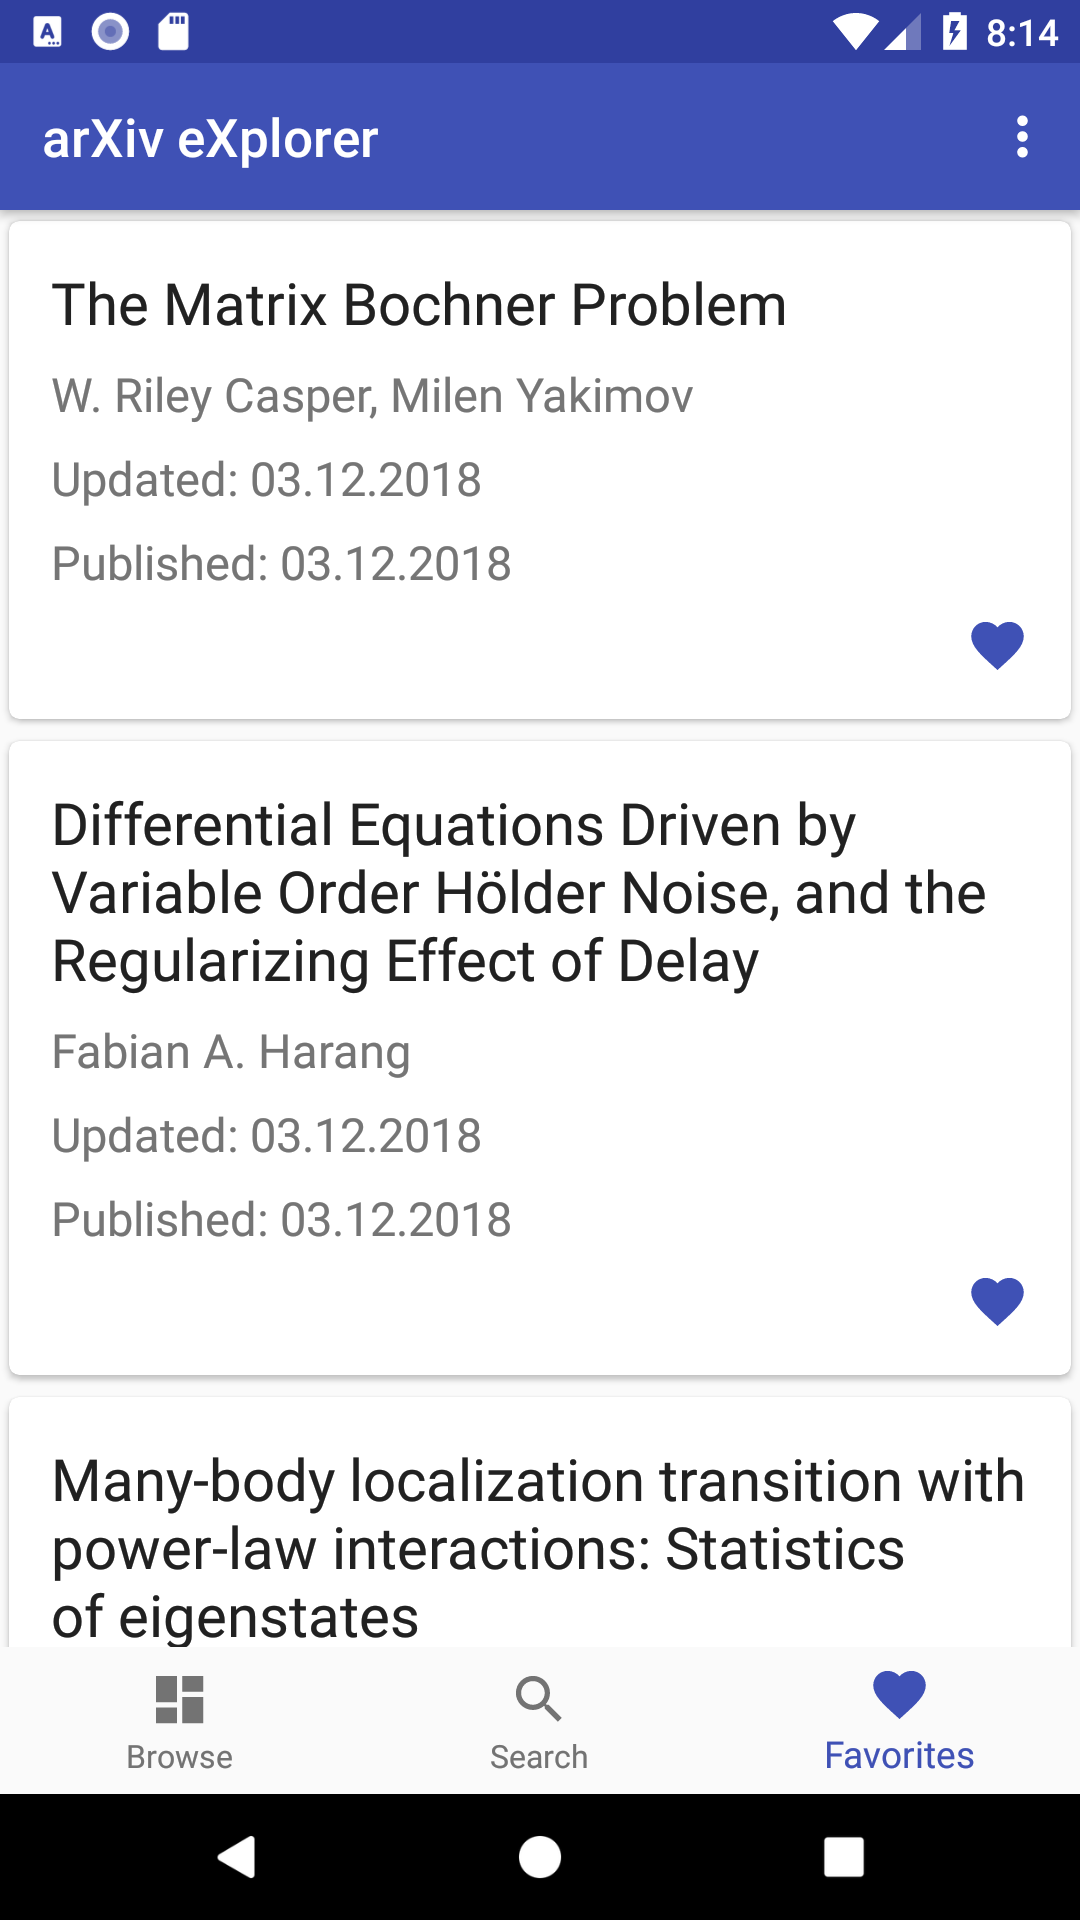 8:14
arXiv eXplorer
The Matrix Bochner Problem
W. Riley Casper, Milen Yakimov
Updated: 03.12.2018
Published: 03.12.2018
Differential Equations Driven by
Variable Order Hölder Noise, and the
Regularizing Effect of Delay
Fabian A. Harang
Updated: 03.12.2018
Published: 03.12.2018
Many-body localization transition with
power-law interactions: Statistics
of eigenstates
Browse
Search
Favorites